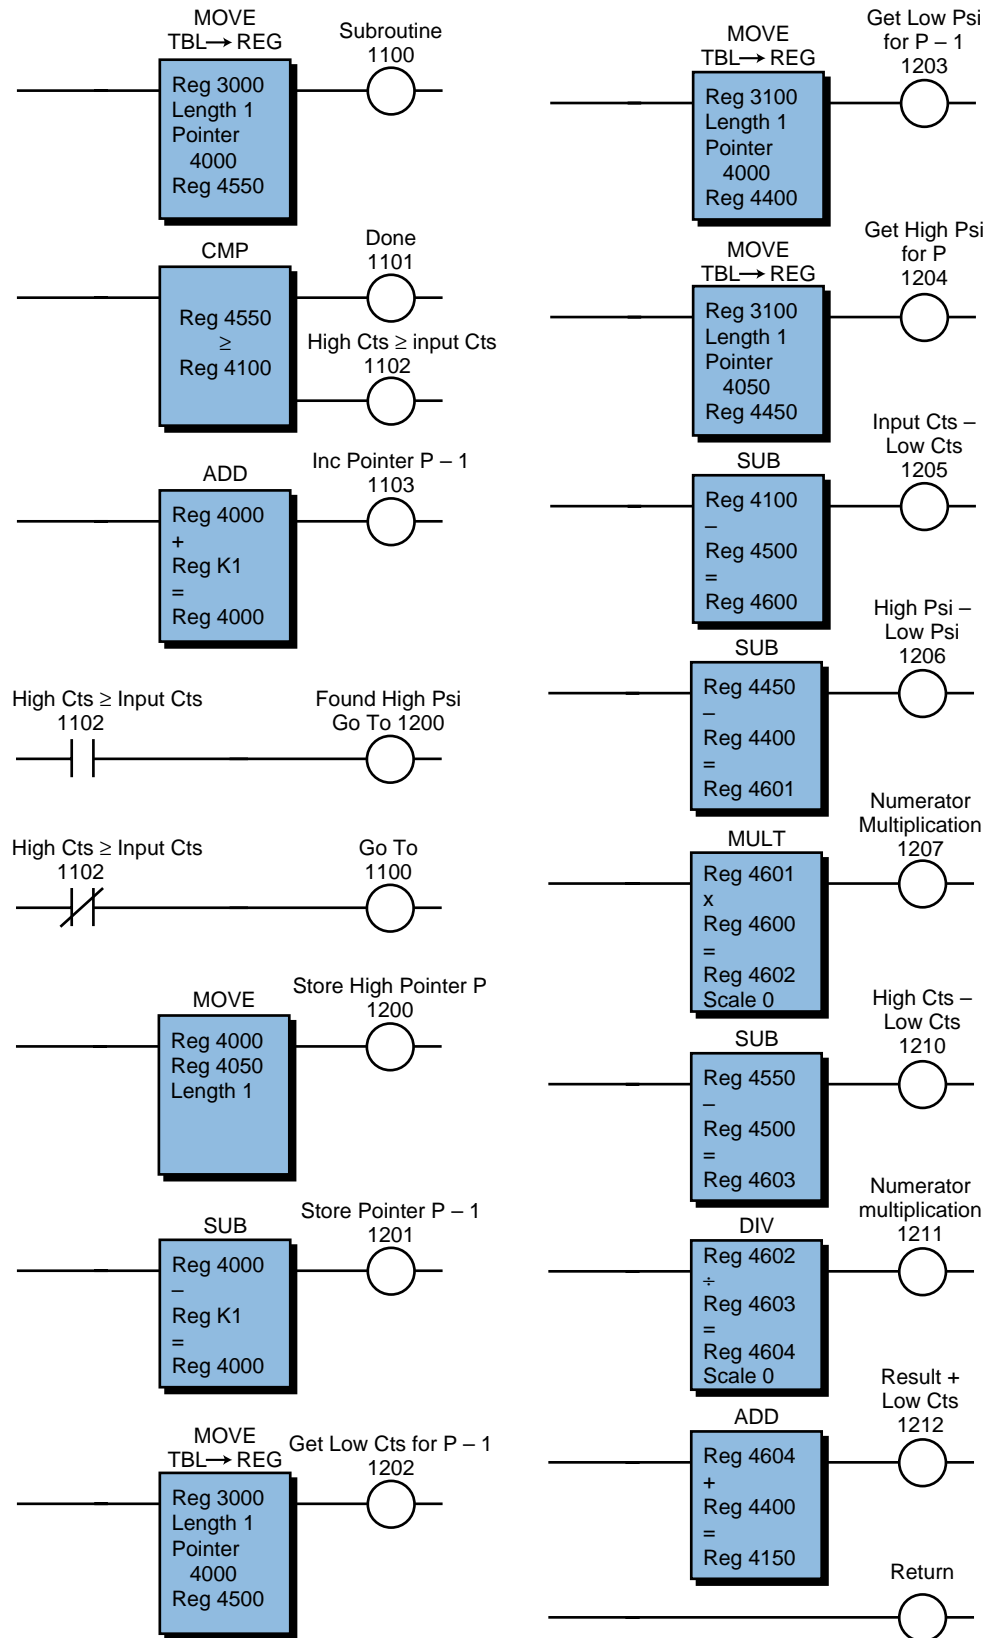 MOVE
TBL→REG
Subroutine
1100
Reg 3000
Length 1
Pointer
4000
Reg 4550
CMP
Done
1101
Reg 4550
≥
Reg 4100
High Cts ≥ input Cts
1102
ADD
Inc Pointer P – 1
1103
Reg 4000
+
Reg K1
=
Reg 4000
High Cts ≥ Input Cts
1102
Found High Psi
Go To 1200
High Cts ≥ Input Cts
1102
Go To
1100
MOVE
Store High Pointer P
1200
Reg 4000
Reg 4050
Length 1
SUB
Store Pointer P – 1
1201
Reg 4000
–
Reg K1
=
Reg 4000
MOVE
TBL→REG
Get Low Cts for P – 1
1202
Reg 3000
Length 1
Pointer
4000
Reg 4500
MOVE
TBL→REG
Get Low Psi
for P – 1
1203
Reg 3100
Length 1
Pointer
4000
Reg 4400
MOVE
TBL→REG
Get High Psi
for P
1204
Reg 3100
Length 1
Pointer
4050
Reg 4450
SUB
Input Cts –
Low Cts
1205
Reg 4100
–
Reg 4500
=
Reg 4600
SUB
High Psi –
Low Psi
1206
Reg 4450
–
Reg 4400
=
Reg 4601
MULT
Numerator
Multiplication
1207
Reg 4601
x
Reg 4600
=
Reg 4602
Scale 0
SUB
High Cts –
Low Cts
1210
Reg 4550
–
Reg 4500
=
Reg 4603
DIV
Numerator
multiplication
1211
Reg 4602
÷
Reg 4603
=
Reg 4604
Scale 0
ADD
Result +
Low Cts
1212
Reg 4604
+
Reg 4400
=
Reg 4150
Return